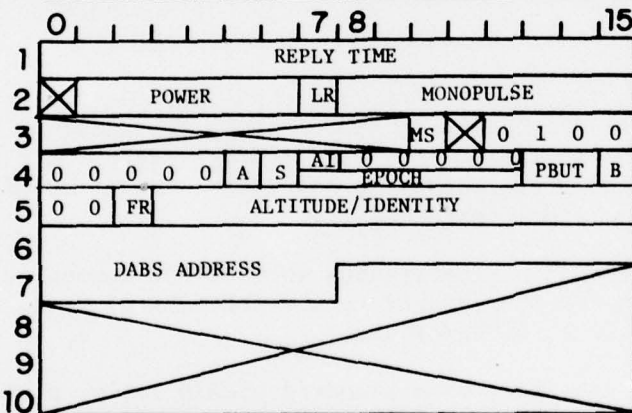 0 7 8 15
1 REPLY TIME
2 POWER LR MONOPULSE
3 MS 0 1 0 0
4 0 0 0 0 0 A S AI 0 0 0 0 0 PBUT B
EPOCH
5 0 0 FR ALTITUDE/IDENTITY
6
DABS ADDRESS
7
8
9
10